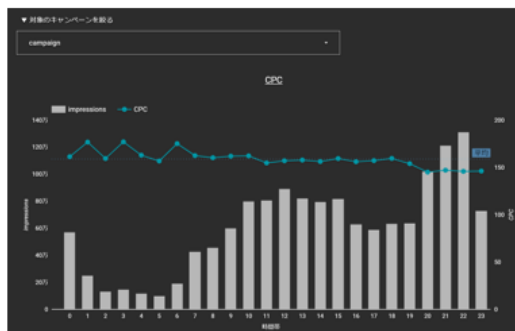 ▼ 対象のキャンペーンを絞る
campaign
CPC
impressions CPC
140万 200
120万
100万 150
80万
100
60万
40万 50
20万
0 0
impressions
CPC
平均
0 1 2 3 4 5 6 7 8 9 10 11 12 13 14 15 16 17 18 19 20 21 22 23
時間帯